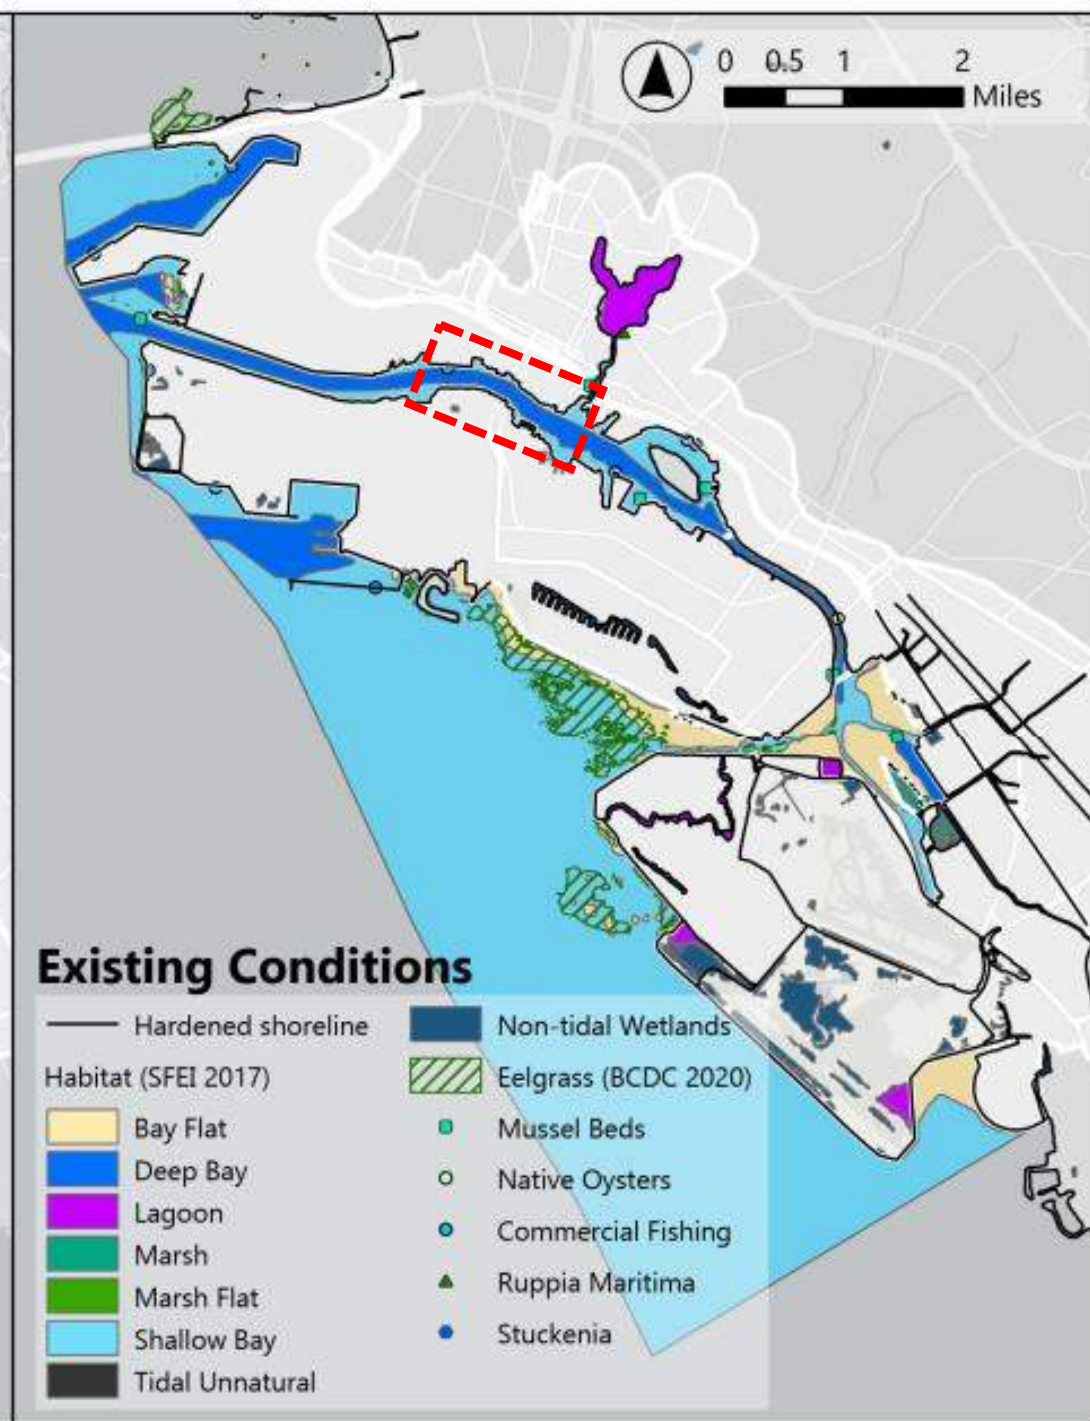 0 0.5 1 2
Miles
Existing Conditions
Hardened shoreline
Habitat (SFEI 2017)
Bay Flat
Deep Bay
Lagoon
Marsh
Marsh Flat
Shallow Bay
Tidal Unnatural
Non-tidal Wetlands
Eelgrass (BCDC 2020)
Mussel Beds
Native Oysters
Commercial Fishing
Ruppia Maritima
Stuckenia